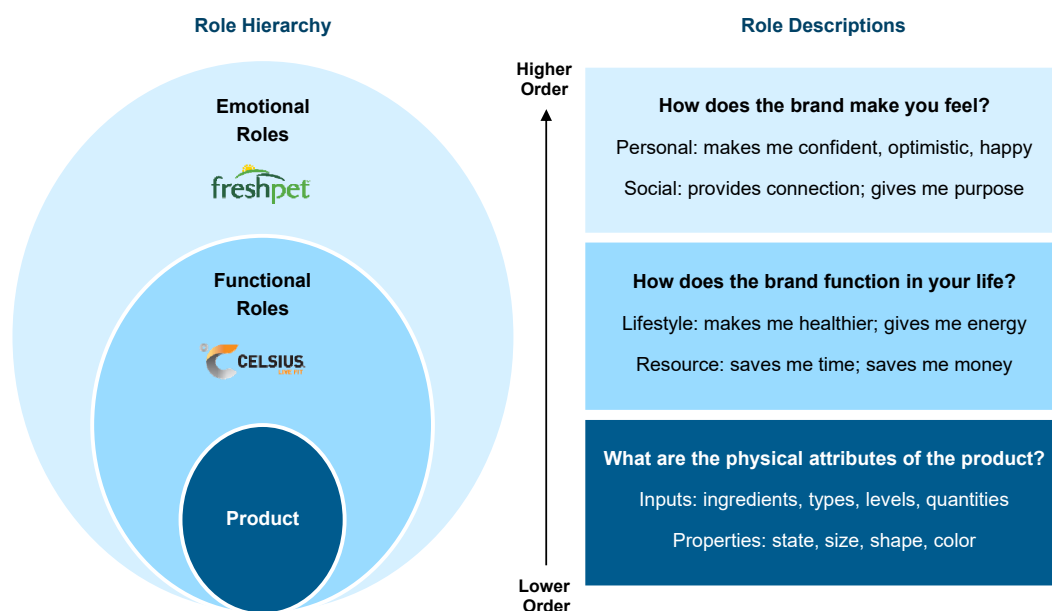 Role Hierarchy
Emotional
Roles
freshpet
Functional
Roles
CELSIUS
LIVE FIT
Product
Higher
Order
Lower
Order
Role Descriptions
How does the brand make you feel?
Personal: makes me confident, optimistic, happy
Social: provides connection; gives me purpose
How does the brand function in your life?
Lifestyle: makes me healthier; gives me energy
Resource: saves me time; saves me money
What are the physical attributes of the product?
Inputs: ingredients, types, levels, quantities
Properties: state, size, shape, color